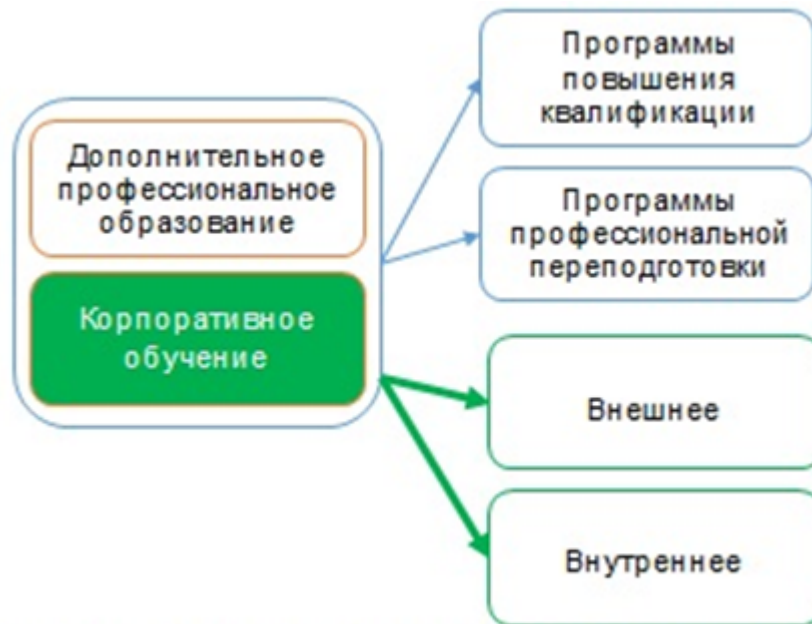 Дополнительное
профессиональное
образование
Корпоративное
обучение
Программы
повышения
квалификации
Программы
профессиональной
переподготовки
Внешнее
Внутреннее